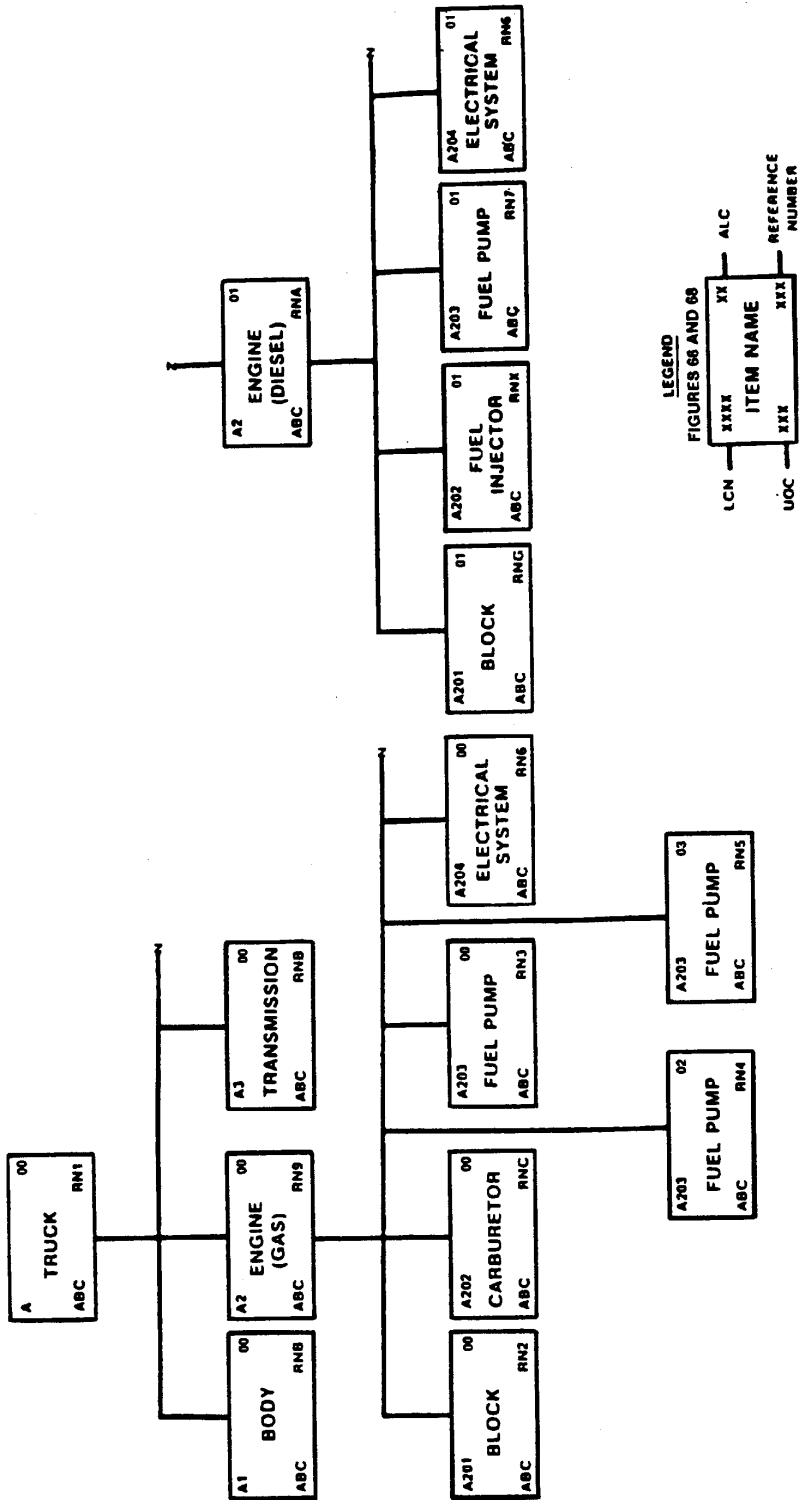 A 00
TRUCK
ABC RN1
A1 00
BODY
ABC RNB
A2 00
ENGINE
(GAS)
ABC RN9
A3 00
TRANSMISSION
ABC RNB
A2 01
ENGINE
(DIESEL)
ABC RNA
A201 00
BLOCK
ABC RN2
A202 00
CARBURETOR
ABC RNC
A203 00
FUEL PUMP
ABC RN3
A204 00
ELECTRICAL
SYSTEM
ABC RN6
A201 01
BLOCK
ABC RNG
A202 01
FUEL
INJECTOR
ABC RNX
A203 01
FUEL PUMP
ABC RN7
A204 01
ELECTRICAL
SYSTEM
ABC RN6
A203 02
FUEL PUMP
ABC RN4
A203 03
FUEL PUMP
ABC RN5
LEGEND
FIGURES 66 AND 68
LCN XXXX XX ALC
ITEM NAME
UOC XXX XXX REFERENCE
NUMBER